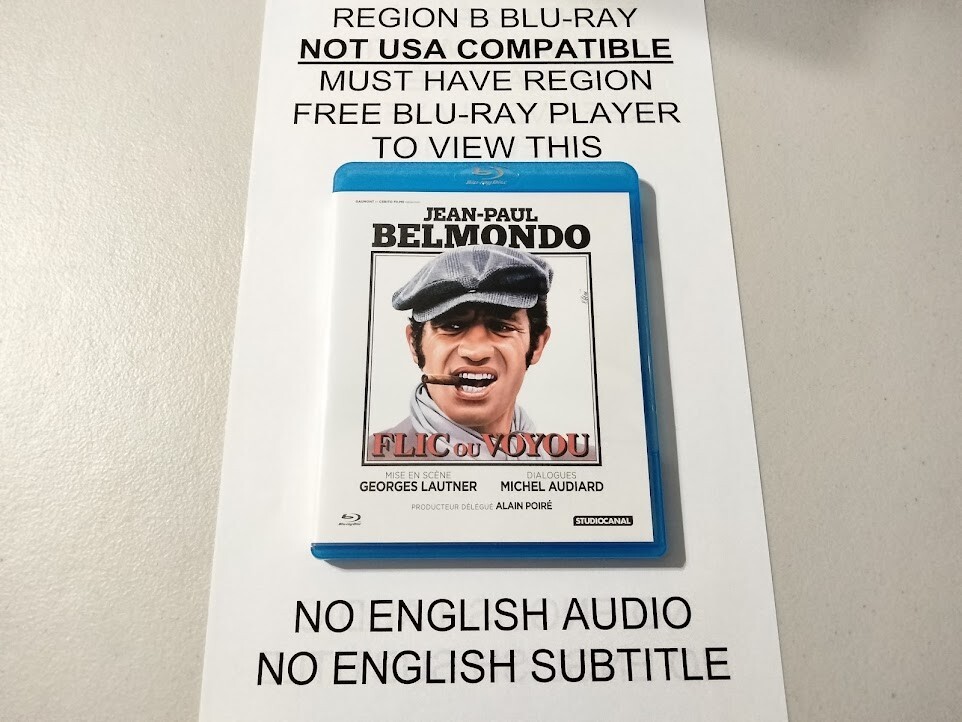 REGION B BLU-RAY
NOT USA COMPATIBLE
MUST HAVE REGION
FREE BLU-RAY PLAYER
TO VIEW THIS
JEAN-PAUL
BELMONDO
FLIC OU VOYOU
MISE EN SCÈNE
GEORGES LAUTNER
DIALOGUES
MICHEL AUDIARD
PRODUCTEUR DÉLÉGUÉ ALAIN POIRÉ
STUDIOCANAL
NO ENGLISH AUDIO
NO ENGLISH SUBTITLE